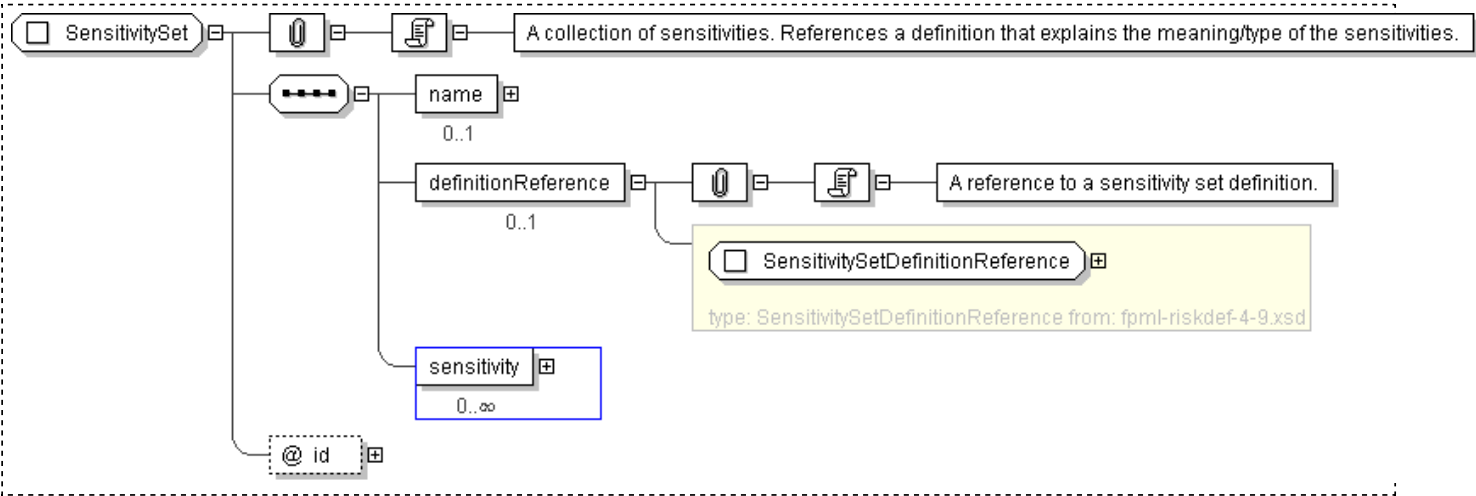 SensitivitySet
A collection of sensitivities. References a definition that explains the meaning/type of the sensitivities.
name
0..1
definitionReference
A reference to a sensitivity set definition.
0..1
SensitivitySetDefinitionReference
type: SensitivitySetDefinitionReference from: fpml-riskdef-4-9.xsd
sensitivity
0..∞
@ id